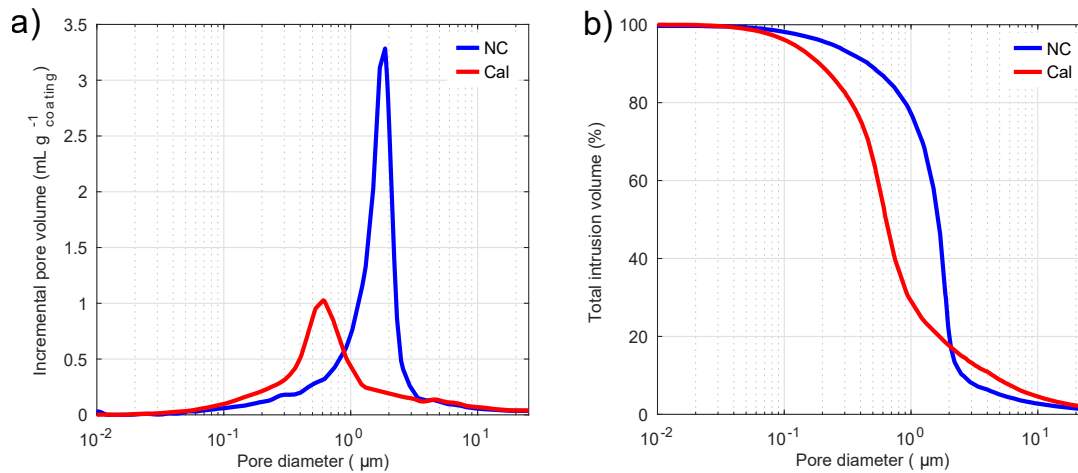 a)
Incremental pore volume (mL g⁻¹coating)
3.5
3
2.5
2
1.5
1
0.5
0
NC
Cal
10⁻²
10⁻¹
10⁰
10¹
Pore diameter ( µm)
b)
Total intrusion volume (%)
100
80
60
40
20
0
NC
Cal
10⁻²
10⁻¹
10⁰
10¹
Pore diameter ( µm)